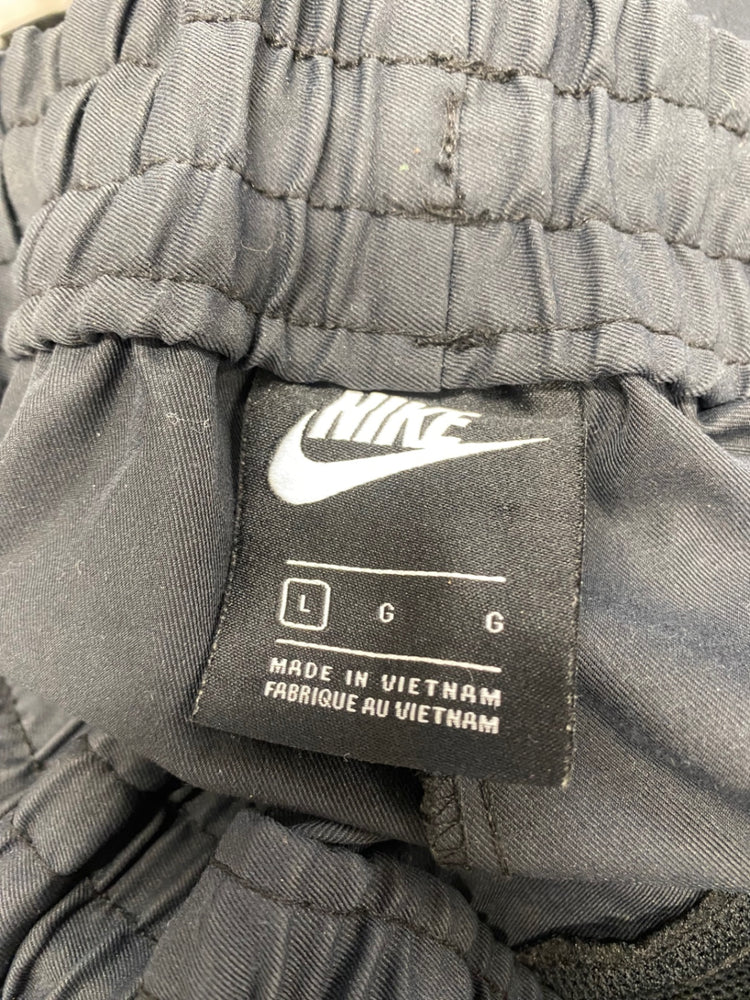 NIKE
L G G
MADE IN VIETNAM
FABRIQUE AU VIETNAM